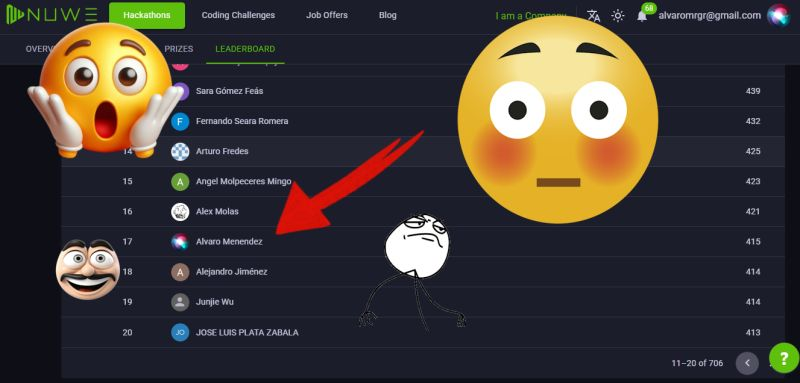 NUWE Hackathons Coding Challenges Job Offers Blog I am a Company 68 alvaromrgr@gmail.com
PRIZES LEADERBOARD
Sara Gómez Feás 439
F Fernando Seara Romera 432
14 Arturo Fredes 425
15 A Angel Molpeceres Mingo 423
16 Alex Molas 421
17 Alvaro Menendez 415
18 A Alejandro Jiménez 414
19 Junjie Wu 414
20 JO JOSE LUIS PLATA ZABALA 413
11–20 of 706
?